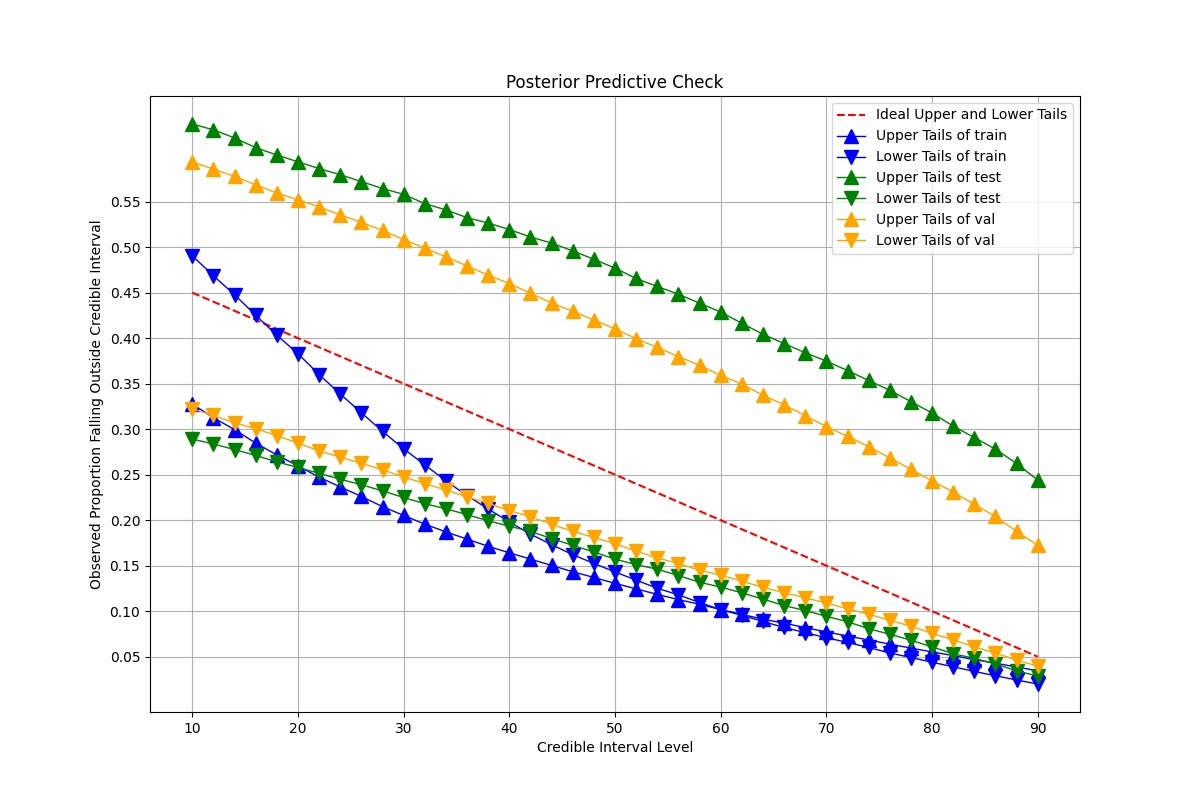 Posterior Predictive Check
Ideal Upper and Lower Tails
Upper Tails of train
Lower Tails of train
Upper Tails of test
Lower Tails of test
Upper Tails of val
Lower Tails of val
Observed Proportion Falling Outside Credible Interval
0.55
0.50
0.45
0.40
0.35
0.30
0.25
0.20
0.15
0.10
0.05
10 20 30 40 50 60 70 80 90
Credible Interval Level